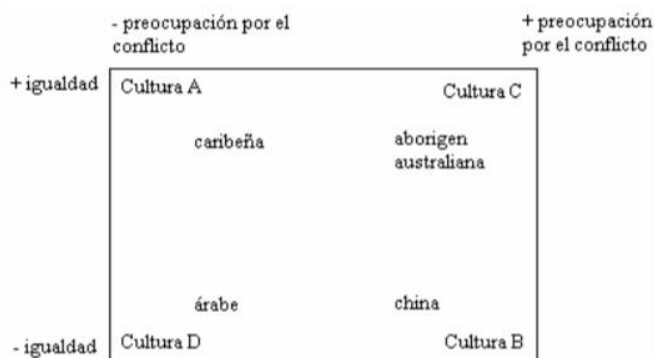 - preocupación por el
conflicto
+ preocupación
por el conflicto
+ igualdad
Cultura A
Cultura C
caribeña
aborigen
australiana
árabe
china
- igualdad
Cultura D
Cultura B